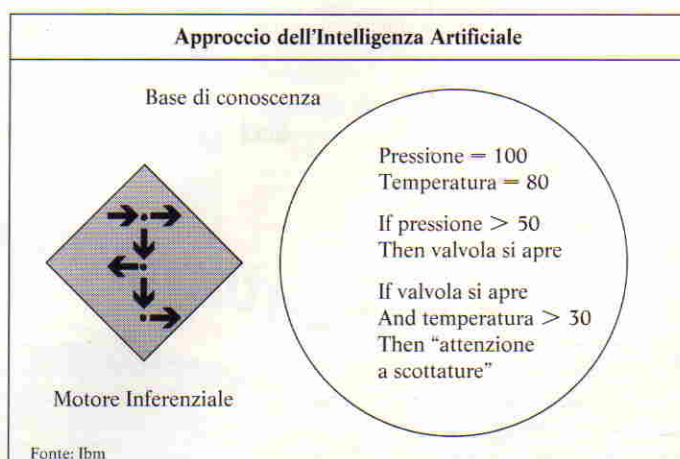 Approccio dell'Intelligenza Artificiale
Base di conoscenza
Pressione = 100
Temperatura = 80
If pressione > 50
Then valvola si apre
If valvola si apre
And temperatura > 30
Then “attenzione
a scottature”
Motore Inferenziale
Fonte: Ibm